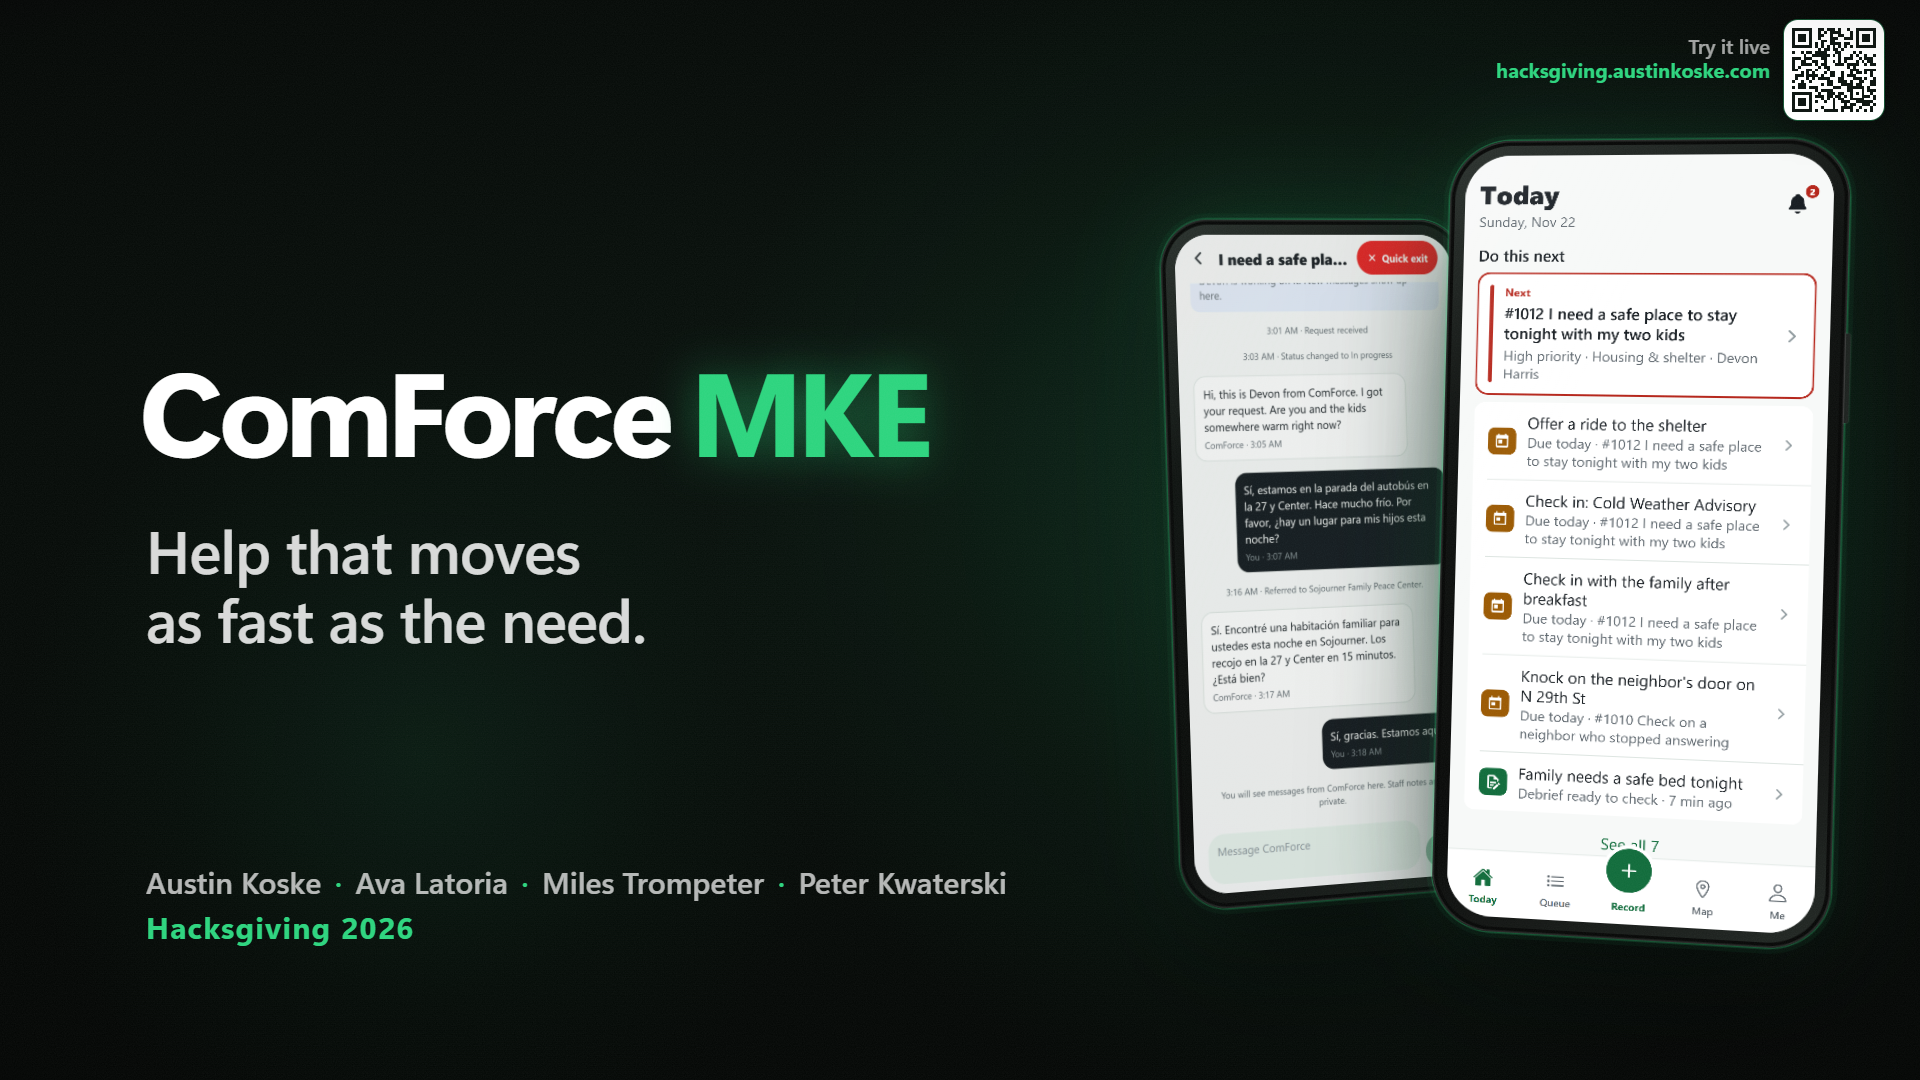 Try it live
hacksgiving.austinkoske.com
ComForce MKE
Help that moves
as fast as the need.
Austin Koske · Ava Latoria · Miles Trompeter · Peter Kwaterski
Hacksgiving 2026
I need a safe pla...
× Quick exit
here.
3:01 AM · Request received
3:03 AM · Status changed to In progress
Hi, this is Devon from ComForce. I got
your request. Are you and the kids
somewhere warm right now?
ComForce · 3:05 AM
Sí, estamos en la parada del autobús en
la 27 y Center. Hace mucho frío. Por
favor, ¿hay un lugar para mis hijos esta
noche?
You · 3:07 AM
3:16 AM · Referred to Sojourner Family Peace Center.
Sí. Encontré una habitación familiar para
ustedes esta noche en Sojourner. Los
recojo en la 27 y Center en 15 minutos.
¿Está bien?
ComForce · 3:17 AM
Sí, gracias. Estamos
You · 3:18 AM
You will see messages from ComForce here. Staff notes
private.
Message ComForce
Today
2
Sunday, Nov 22
Do this next
Next
#1012 I need a safe place to stay
tonight with my two kids
High priority · Housing & shelter · Devon
Harris
Offer a ride to the shelter
Due today · #1012 I need a safe place
to stay tonight with my two kids
Check in: Cold Weather Advisory
Due today · #1012 I need a safe place
to stay tonight with my two kids
Check in with the family after
breakfast
Due today · #1012 I need a safe place
to stay tonight with my two kids
Knock on the neighbor's door on
N 29th St
Due today · #1010 Check on a
neighbor who stopped answering
Family needs a safe bed tonight
Debrief ready to check · 7 min ago
See all 7
Today
Queue
Record
Map
Me